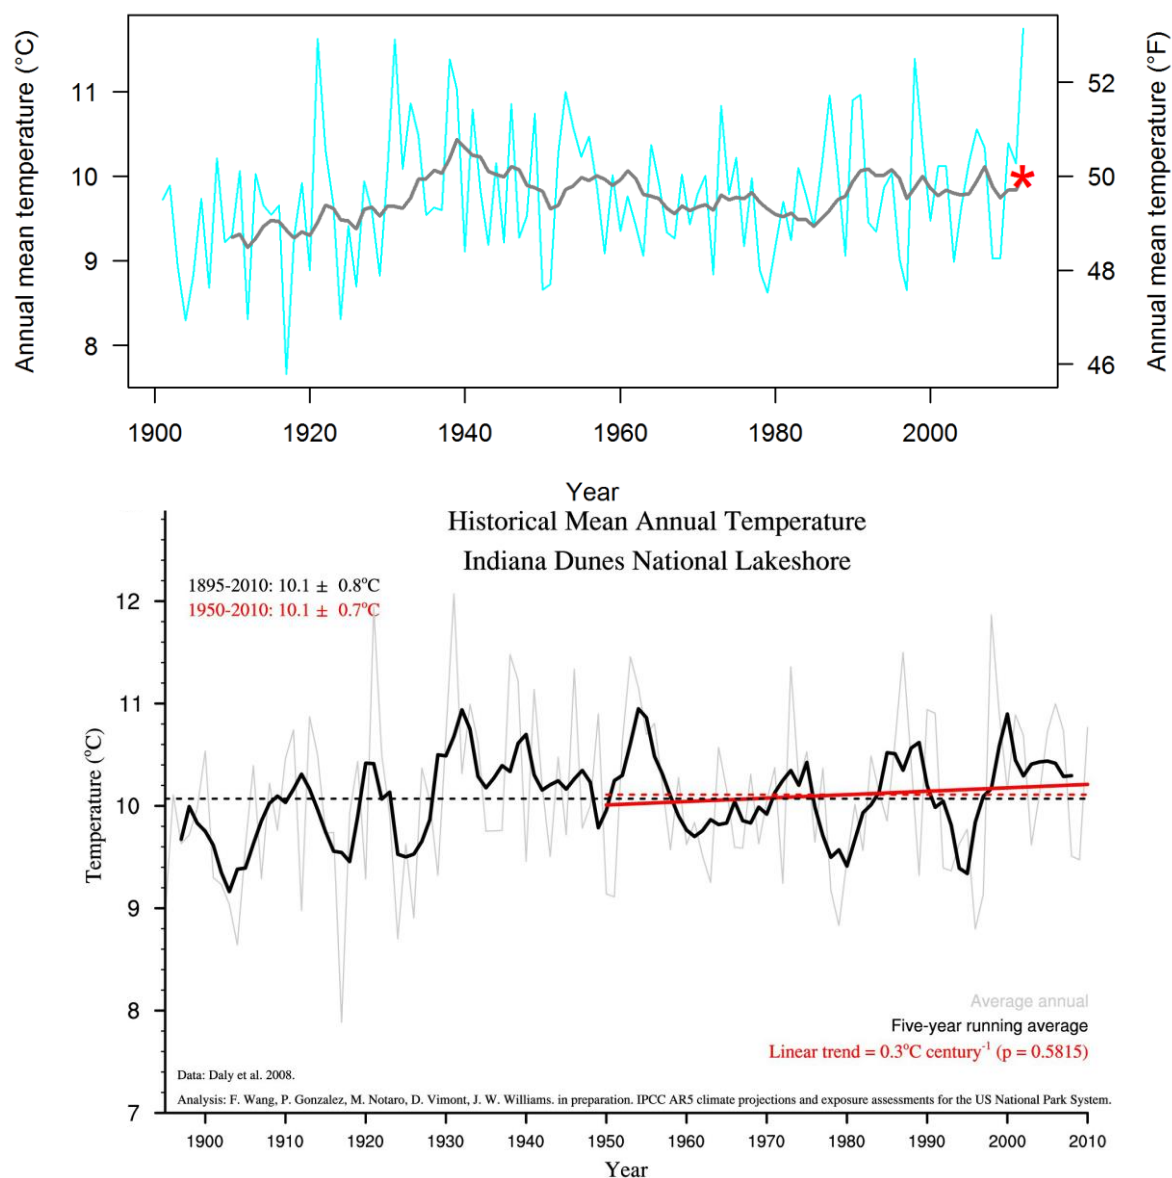 Annual mean temperature (°C)
11
10
9
8
52
50
48
46
Annual mean temperature (°F)
*
1900 1920 1940 1960 1980 2000
Year
Historical Mean Annual Temperature
Indiana Dunes National Lakeshore
1895-2010: 10.1 ± 0.8°C
1950-2010: 10.1 ± 0.7°C
Temperature (°C)
12
11
10
9
8
7
Average annual
Five-year running average
Linear trend = 0.3°C century⁻¹ (p = 0.5815)
Data: Daly et al. 2008.
Analysis: F. Wang, P. Gonzalez, M. Notaro, D. Vimont, J. W. Williams. in preparation. IPCC AR5 climate projections and exposure assessments for the US National Park System.
1900 1910 1920 1930 1940 1950 1960 1970 1980 1990 2000 2010
Year